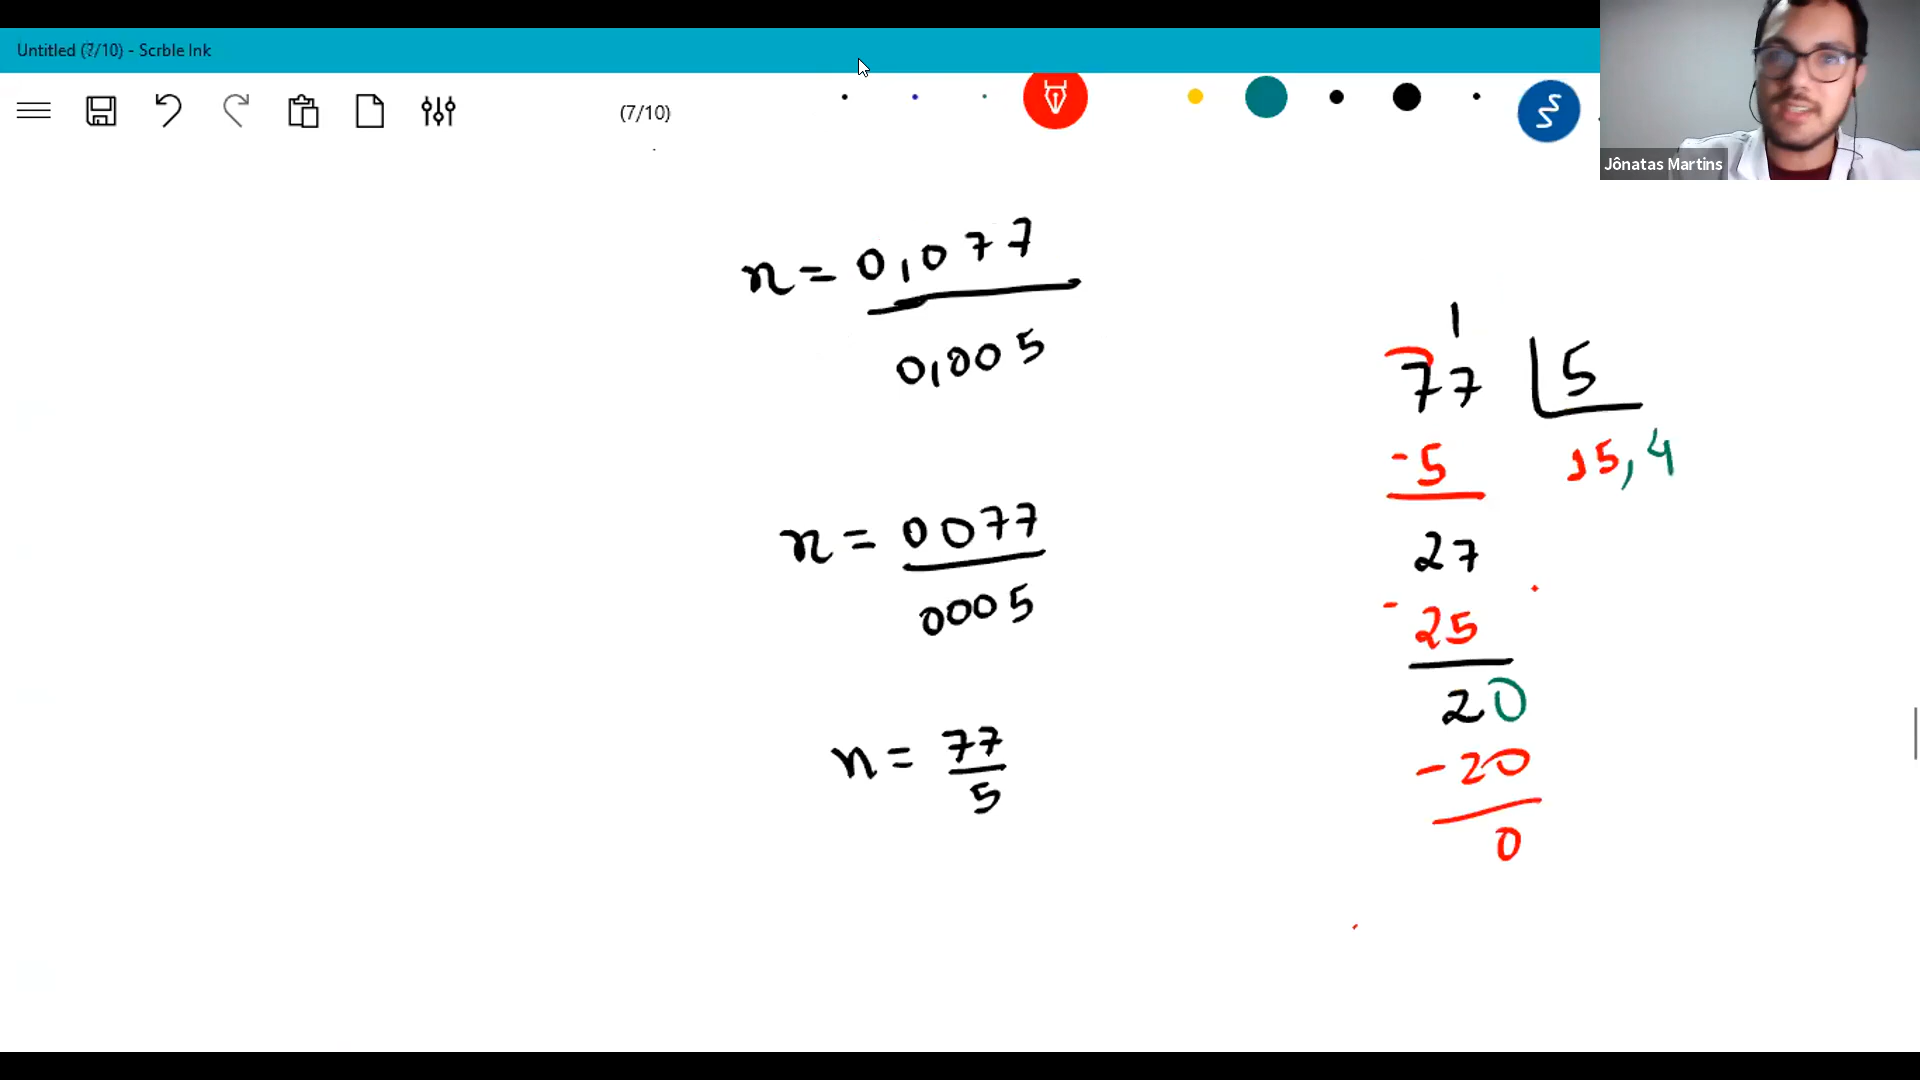 Untitled (7/10) - Scrble Ink
(7/10)
Jônatas Martins
n = 0,077
0,005
n = 0077
0005
n = 77
5
1
77 5
-5 15,4
27
- 25
20
-20
0